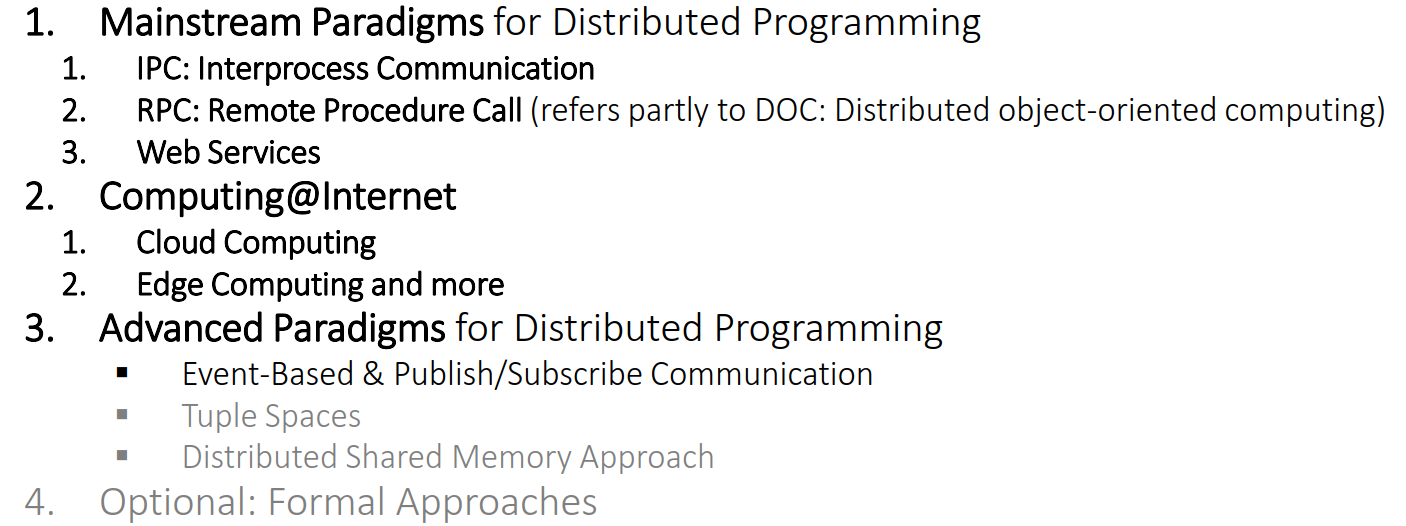 1. Mainstream Paradigms for Distributed Programming
1. IPC: Interprocess Communication
2. RPC: Remote Procedure Call (refers partly to DOC: Distributed object-oriented computing)
3. Web Services
2. Computing@Internet
1. Cloud Computing
2. Edge Computing and more
3. Advanced Paradigms for Distributed Programming
▪ Event-Based & Publish/Subscribe Communication
▪ Tuple Spaces
▪ Distributed Shared Memory Approach
4. Optional: Formal Approaches